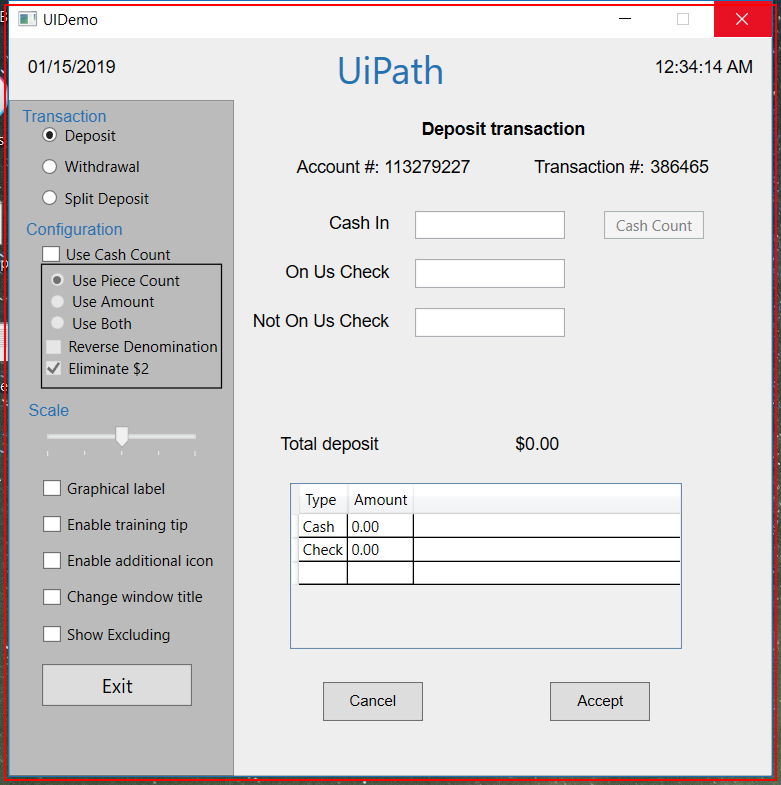 UIDemo
01/15/2019
UiPath
12:34:14 AM
Transaction
Deposit
Withdrawal
Split Deposit
Configuration
Use Cash Count
Use Piece Count
Use Amount
Use Both
Reverse Denomination
Eliminate $2
Scale
Graphical label
Enable training tip
Enable additional icon
Change window title
Show Excluding
Exit
Deposit transaction
Account #: 113279227 Transaction #: 386465
Cash In
Cash Count
On Us Check
Not On Us Check
Total deposit $0.00
Type Amount
Cash 0.00
Check 0.00
Cancel Accept